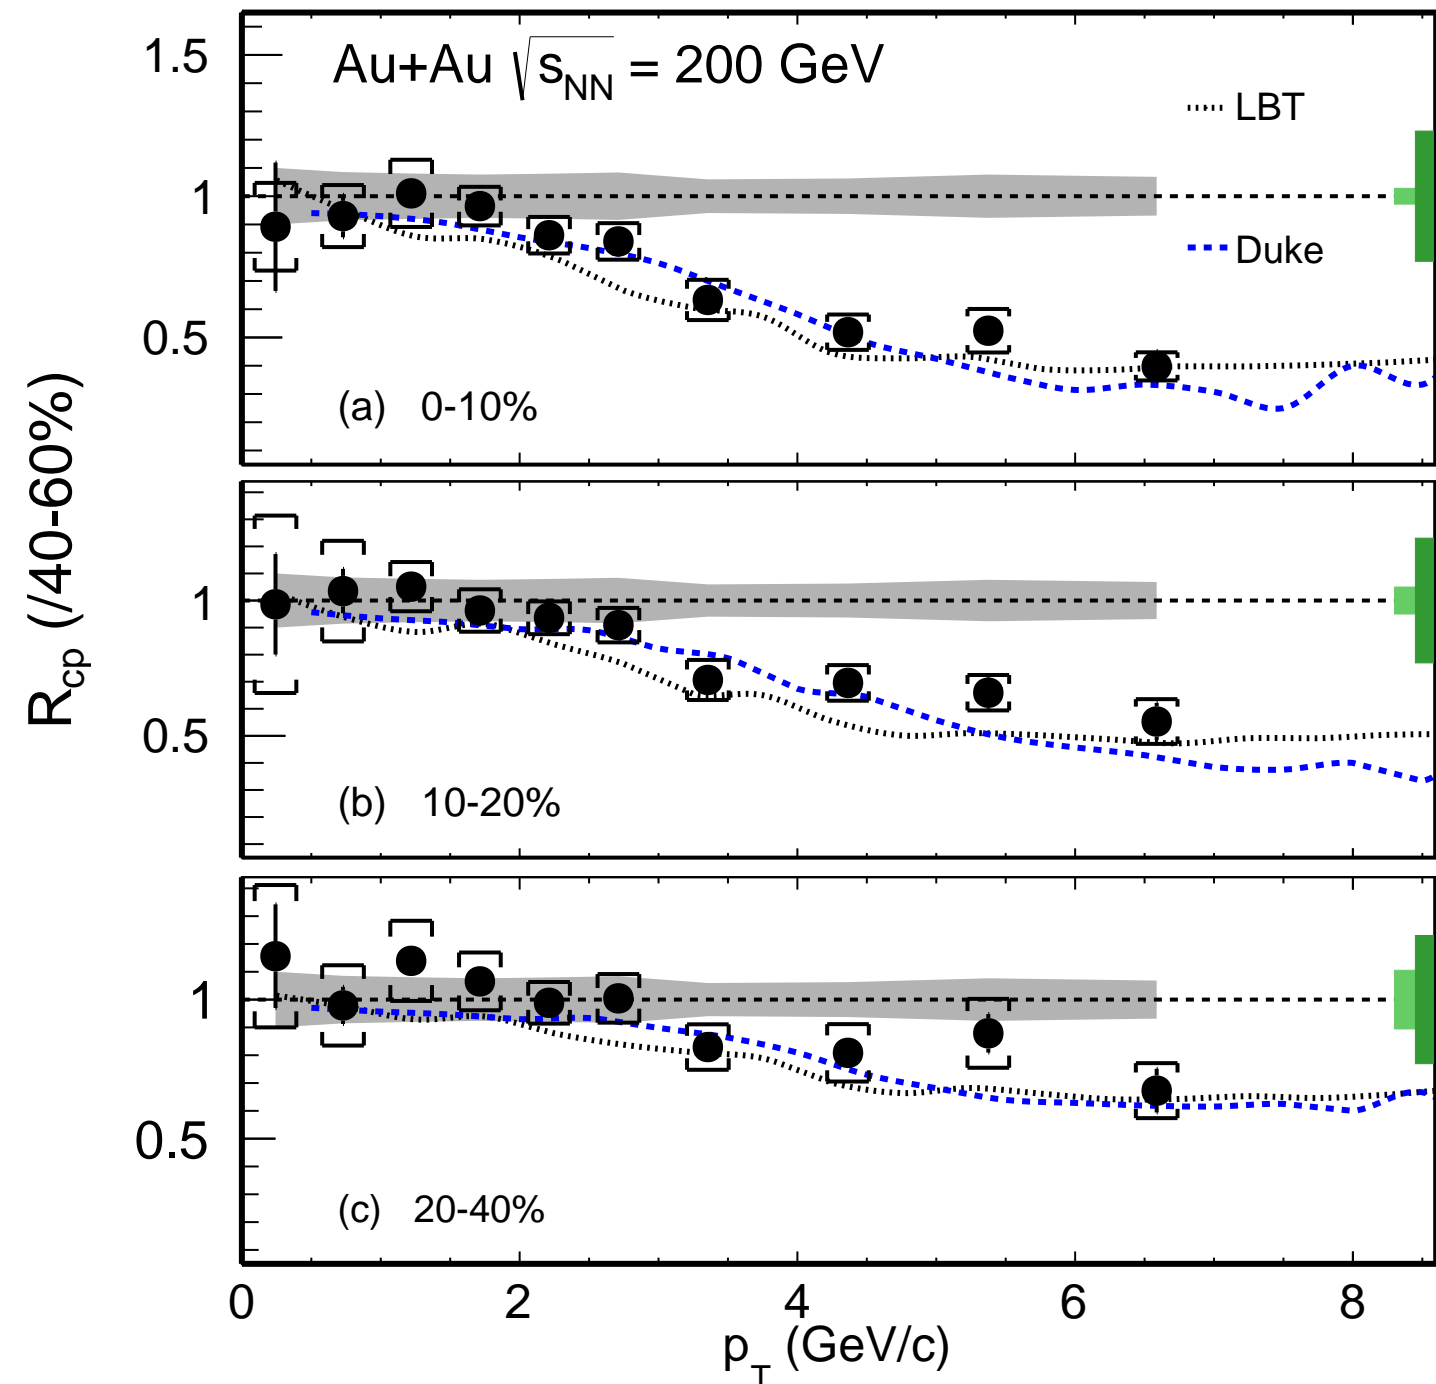 Au+Au √sNN = 200 GeV
LBT
Duke
1.5
1
0.5
(a) 0-10%
1
0.5
(b) 10-20%
1
0.5
(c) 20-40%
Rcp (/40-60%)
0 2 4 6 8
pT (GeV/c)